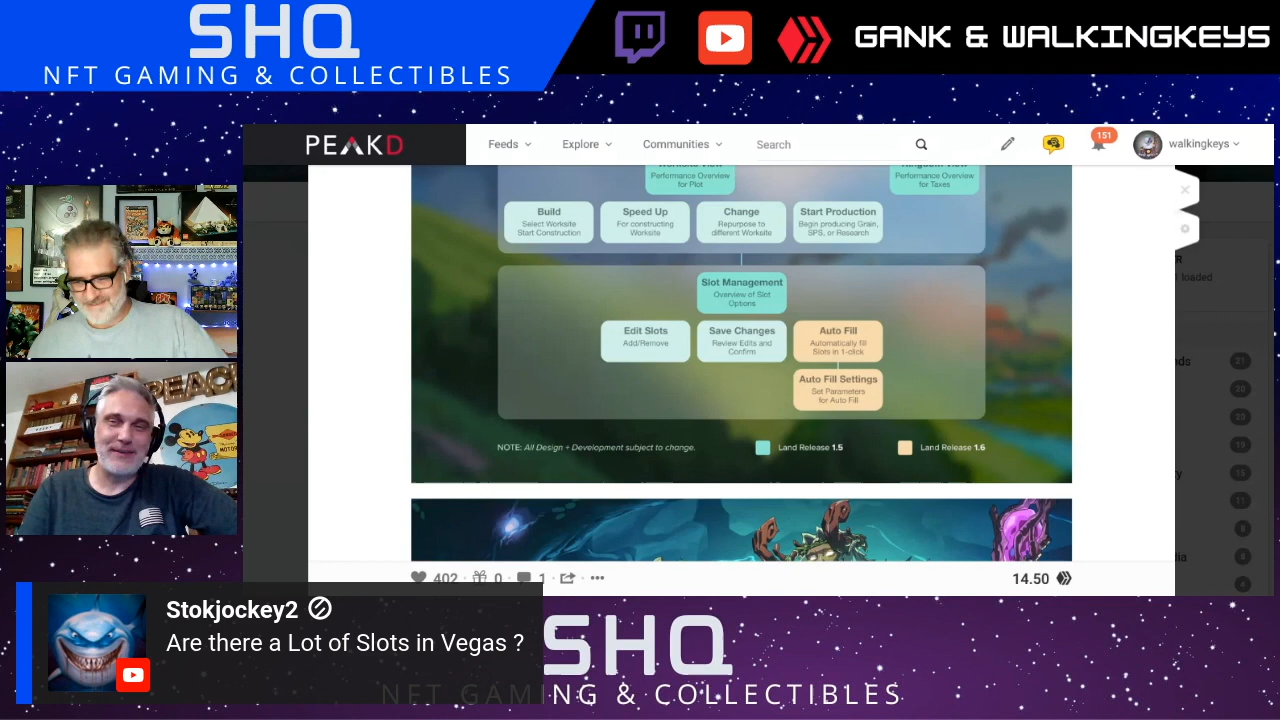 SHQ
NFT GAMING & COLLECTIBLES
GANK & WALKINGKEYS
PEAKD
Feeds
Explore
Communities
Search
151
walkingkeys
Performance Overview
for Plot
Performance Overview
for Taxes
Build
Select Worksite
Start Construction
Speed Up
For constructing
Worksite
Change
Repurpose to
different Worksite
Start Production
Begin producing Grain,
SPS, or Research
Slot Management
Overview of Slot
Options
Edit Slots
Add/Remove
Save Changes
Review Edits and
Confirm
Auto Fill
Automatically fill
Slots in 1-click
Auto Fill Settings
Set Parameters
for Auto Fill
NOTE: All Design + Development subject to change.
Land Release 1.5
Land Release 1.6
loaded
402
0
1
14.50
Stokjockey2
Are there a Lot of Slots in Vegas ?
SHQ
NFT GAMING & COLLECTIBLES